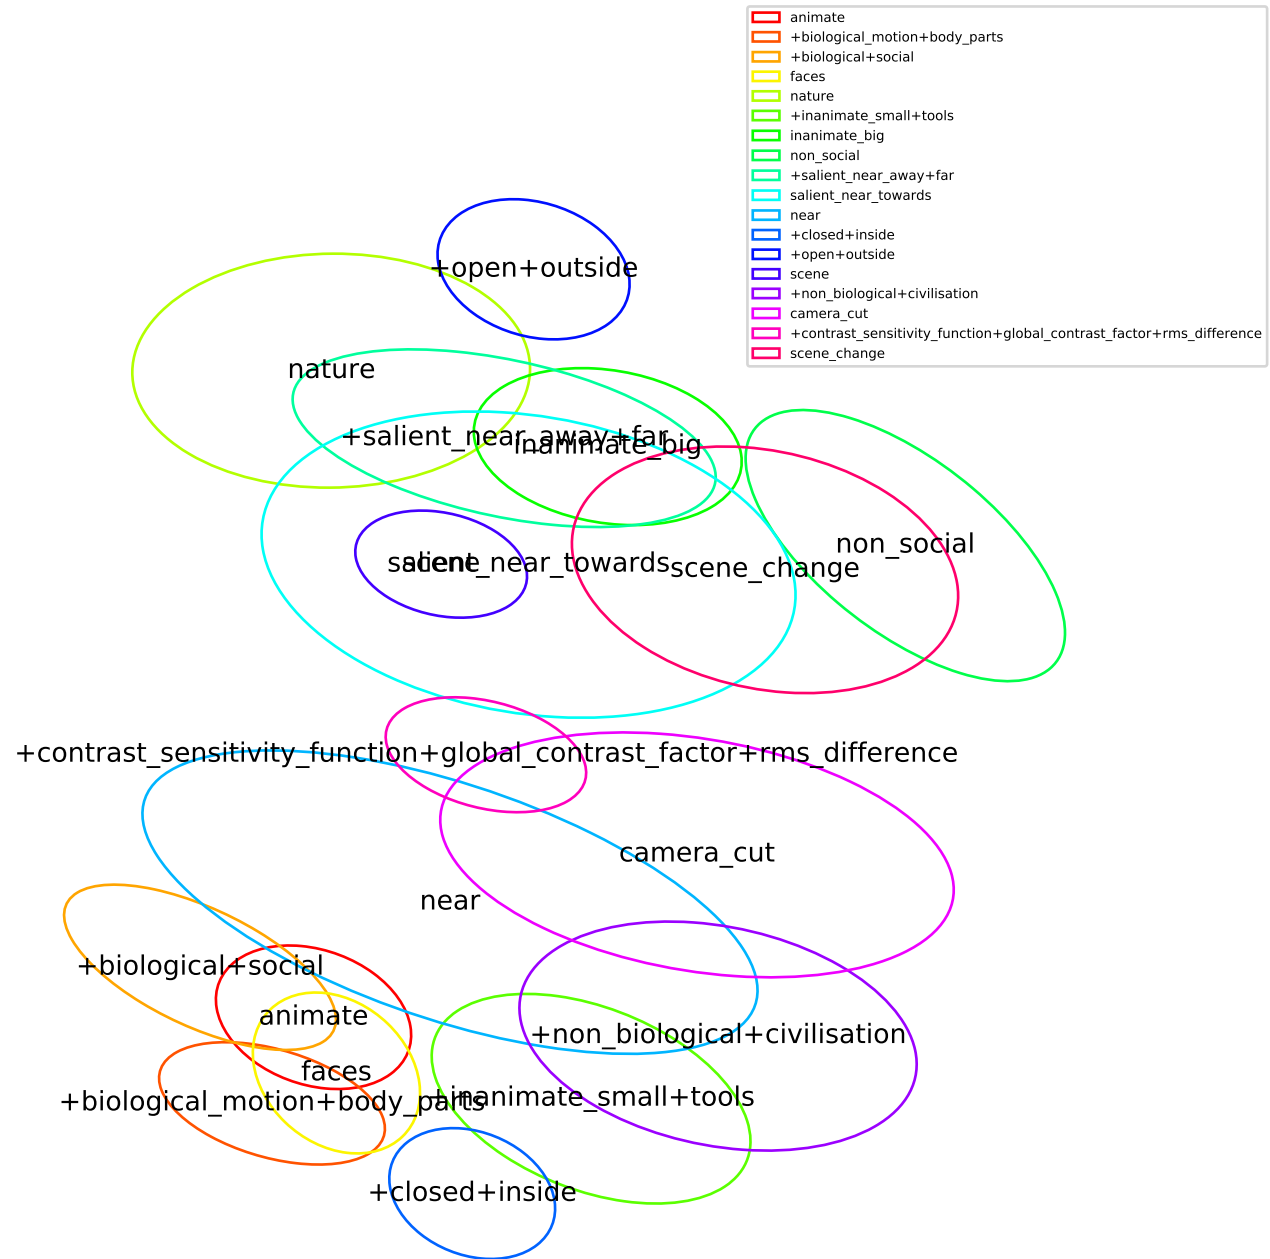 animate
+biological_motion+body_parts
+biological+social
faces
nature
+inanimate_small+tools
inanimate_big
non_social
+salient_near_away+far
salient_near_towards
near
+closed+inside
+open+outside
scene
+non_biological+civilisation
camera_cut
+contrast_sensitivity_function+global_contrast_factor+rms_difference
scene_change
+open+outside
nature
+salient_near_away+far
inanimate_big
non_social
scene
salient_near_towards
scene_change
+contrast_sensitivity_function+global_contrast_factor+rms_difference
camera_cut
near
+biological+social
animate
+non_biological+civilisation
faces
+biological_motion+body_parts
+inanimate_small+tools
+closed+inside